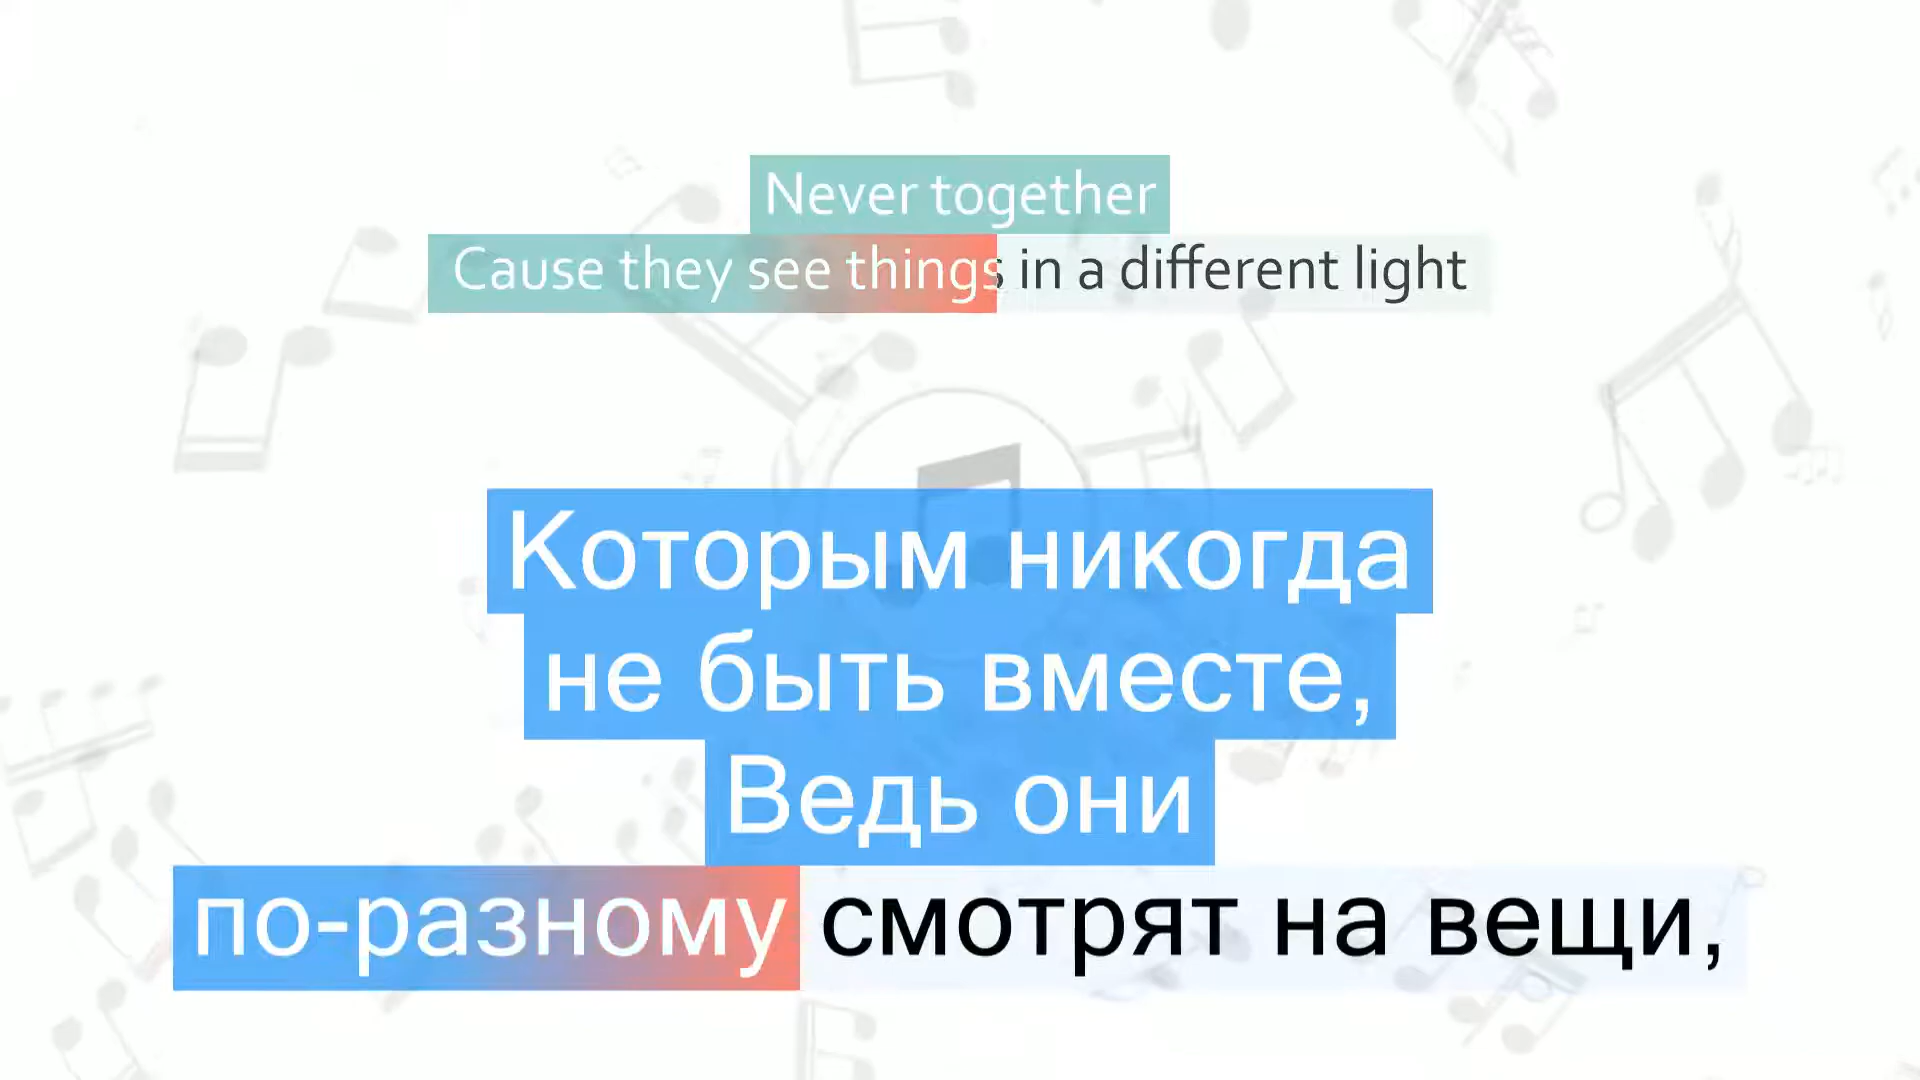 Never together
Cause they see things in a different light
Которым никогда
не быть вместе,
Ведь они
по-разному смотрят на вещи,